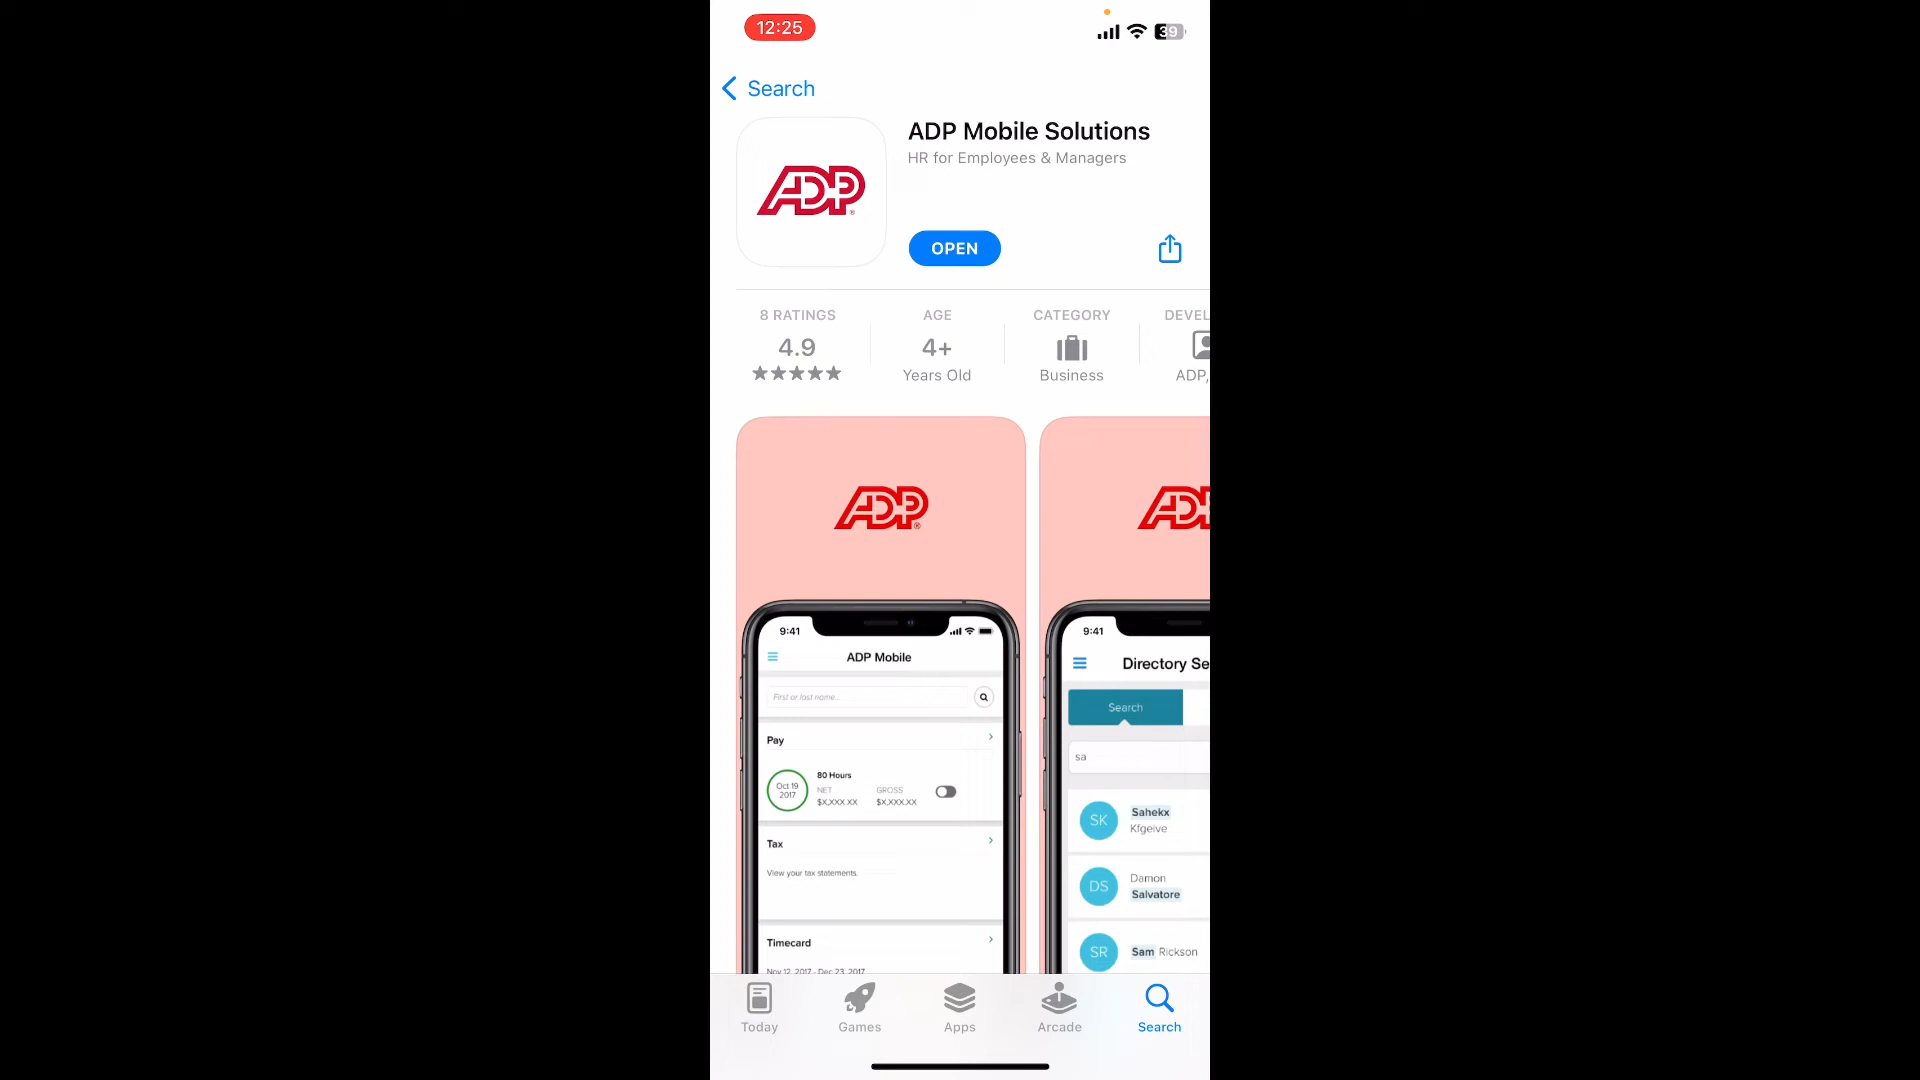 12:25
39
Search
ADP Mobile Solutions
HR for Employees & Managers
ADP
OPEN
8 RATINGS
AGE
CATEGORY
DEVEL
4.9
4+
Years Old
Business
ADP,
ADP
ADP
9:41
ADP Mobile
First or last name...
Pay
Oct 19
2017
80 Hours
NET
GROSS
$X,XXX.XX
$X,XXX.XX
Tax
View your tax statements.
Timecard
Nov 12, 2017 - Dec 23, 2017
9:41
Directory Se
Search
sa
SK
Sahekx
Kfgeive
DS
Damon
Salvatore
SR
Sam Rickson
Today
Games
Apps
Arcade
Search